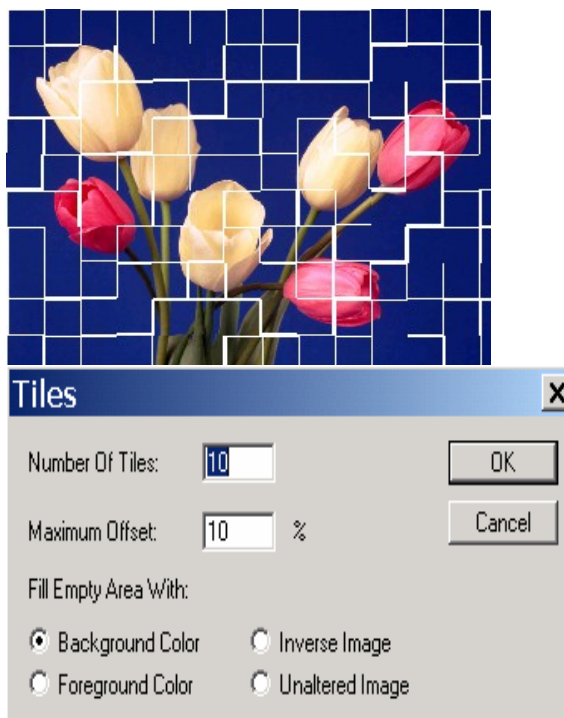 Tiles
Number Of Tiles: 10 OK
Maximum Offset: 10 % Cancel
Fill Empty Area With:
Background Color Inverse Image
Foreground Color Unaltered Image